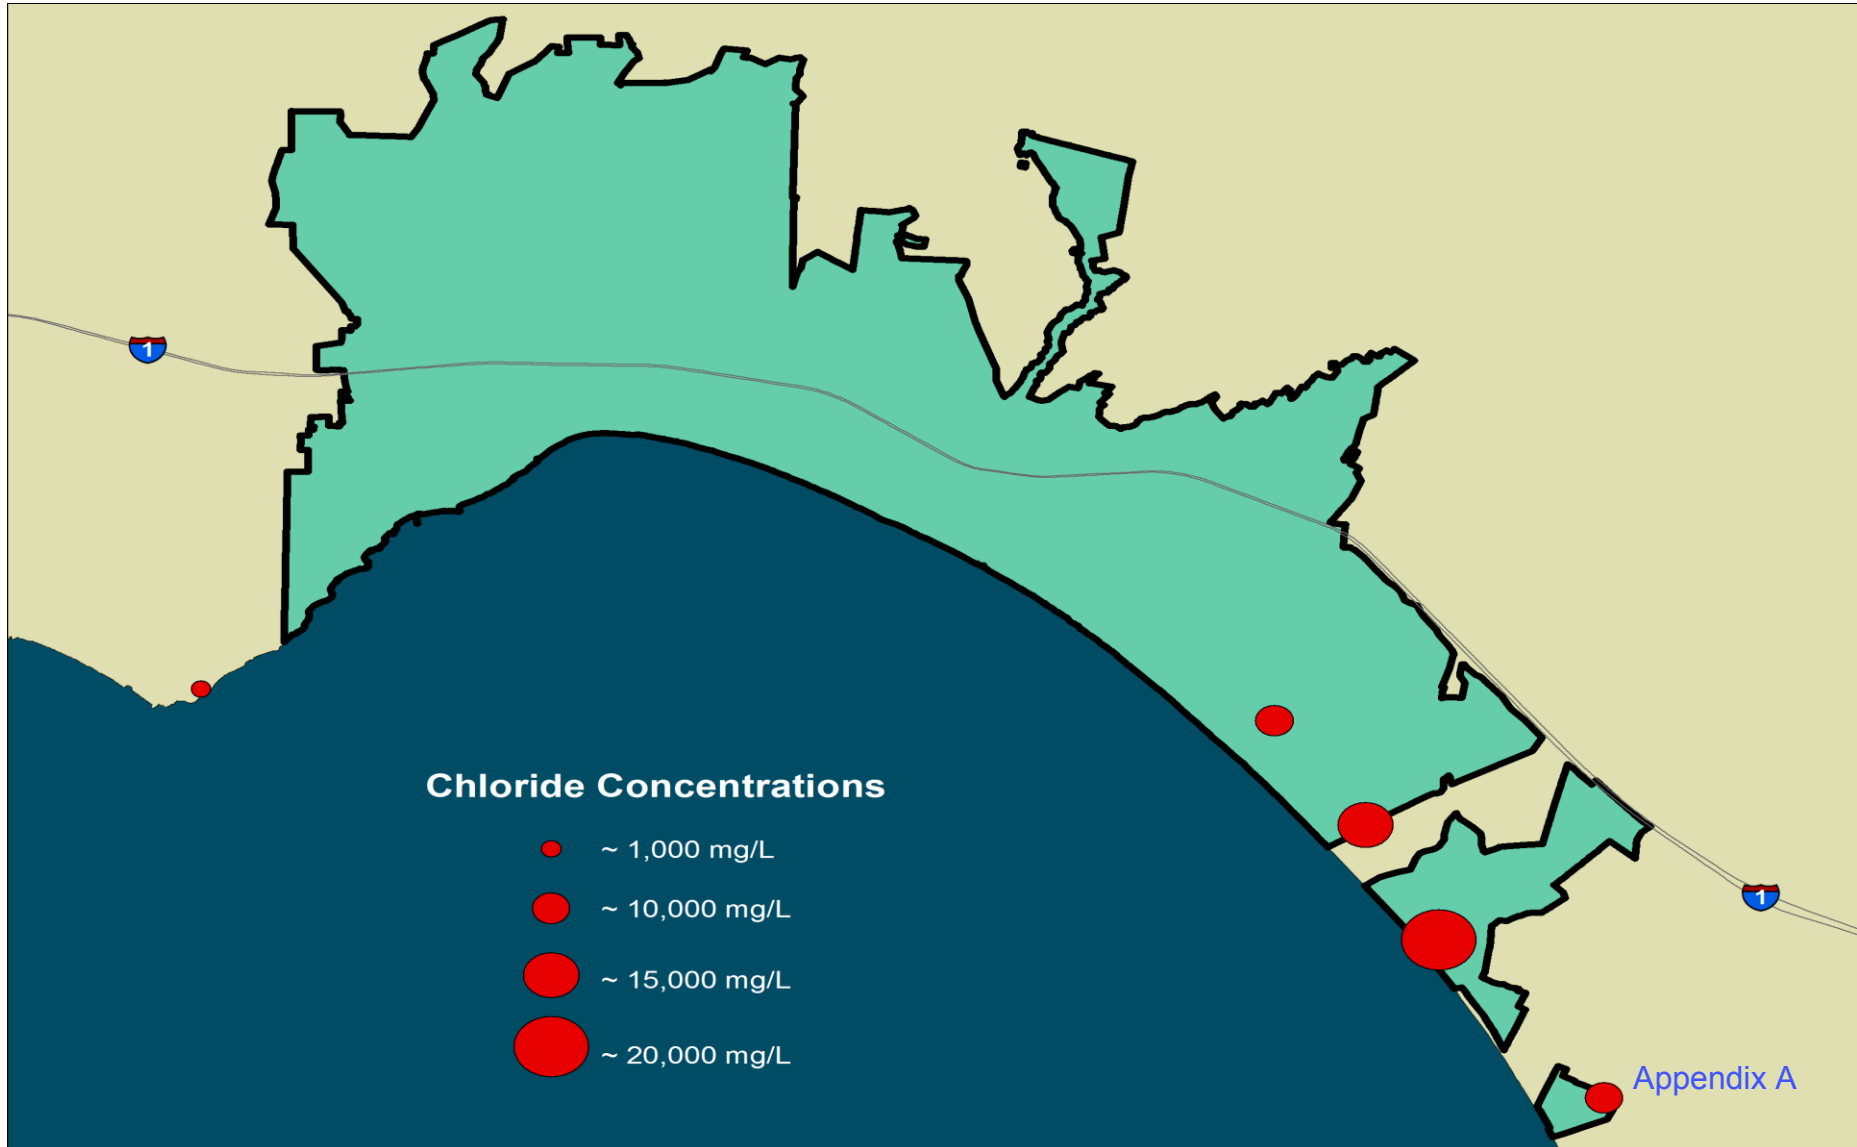 1
Chloride Concentrations
~ 1,000 mg/L
~ 10,000 mg/L
1
~ 15,000 mg/L
~ 20,000 mg/L
Appendix A